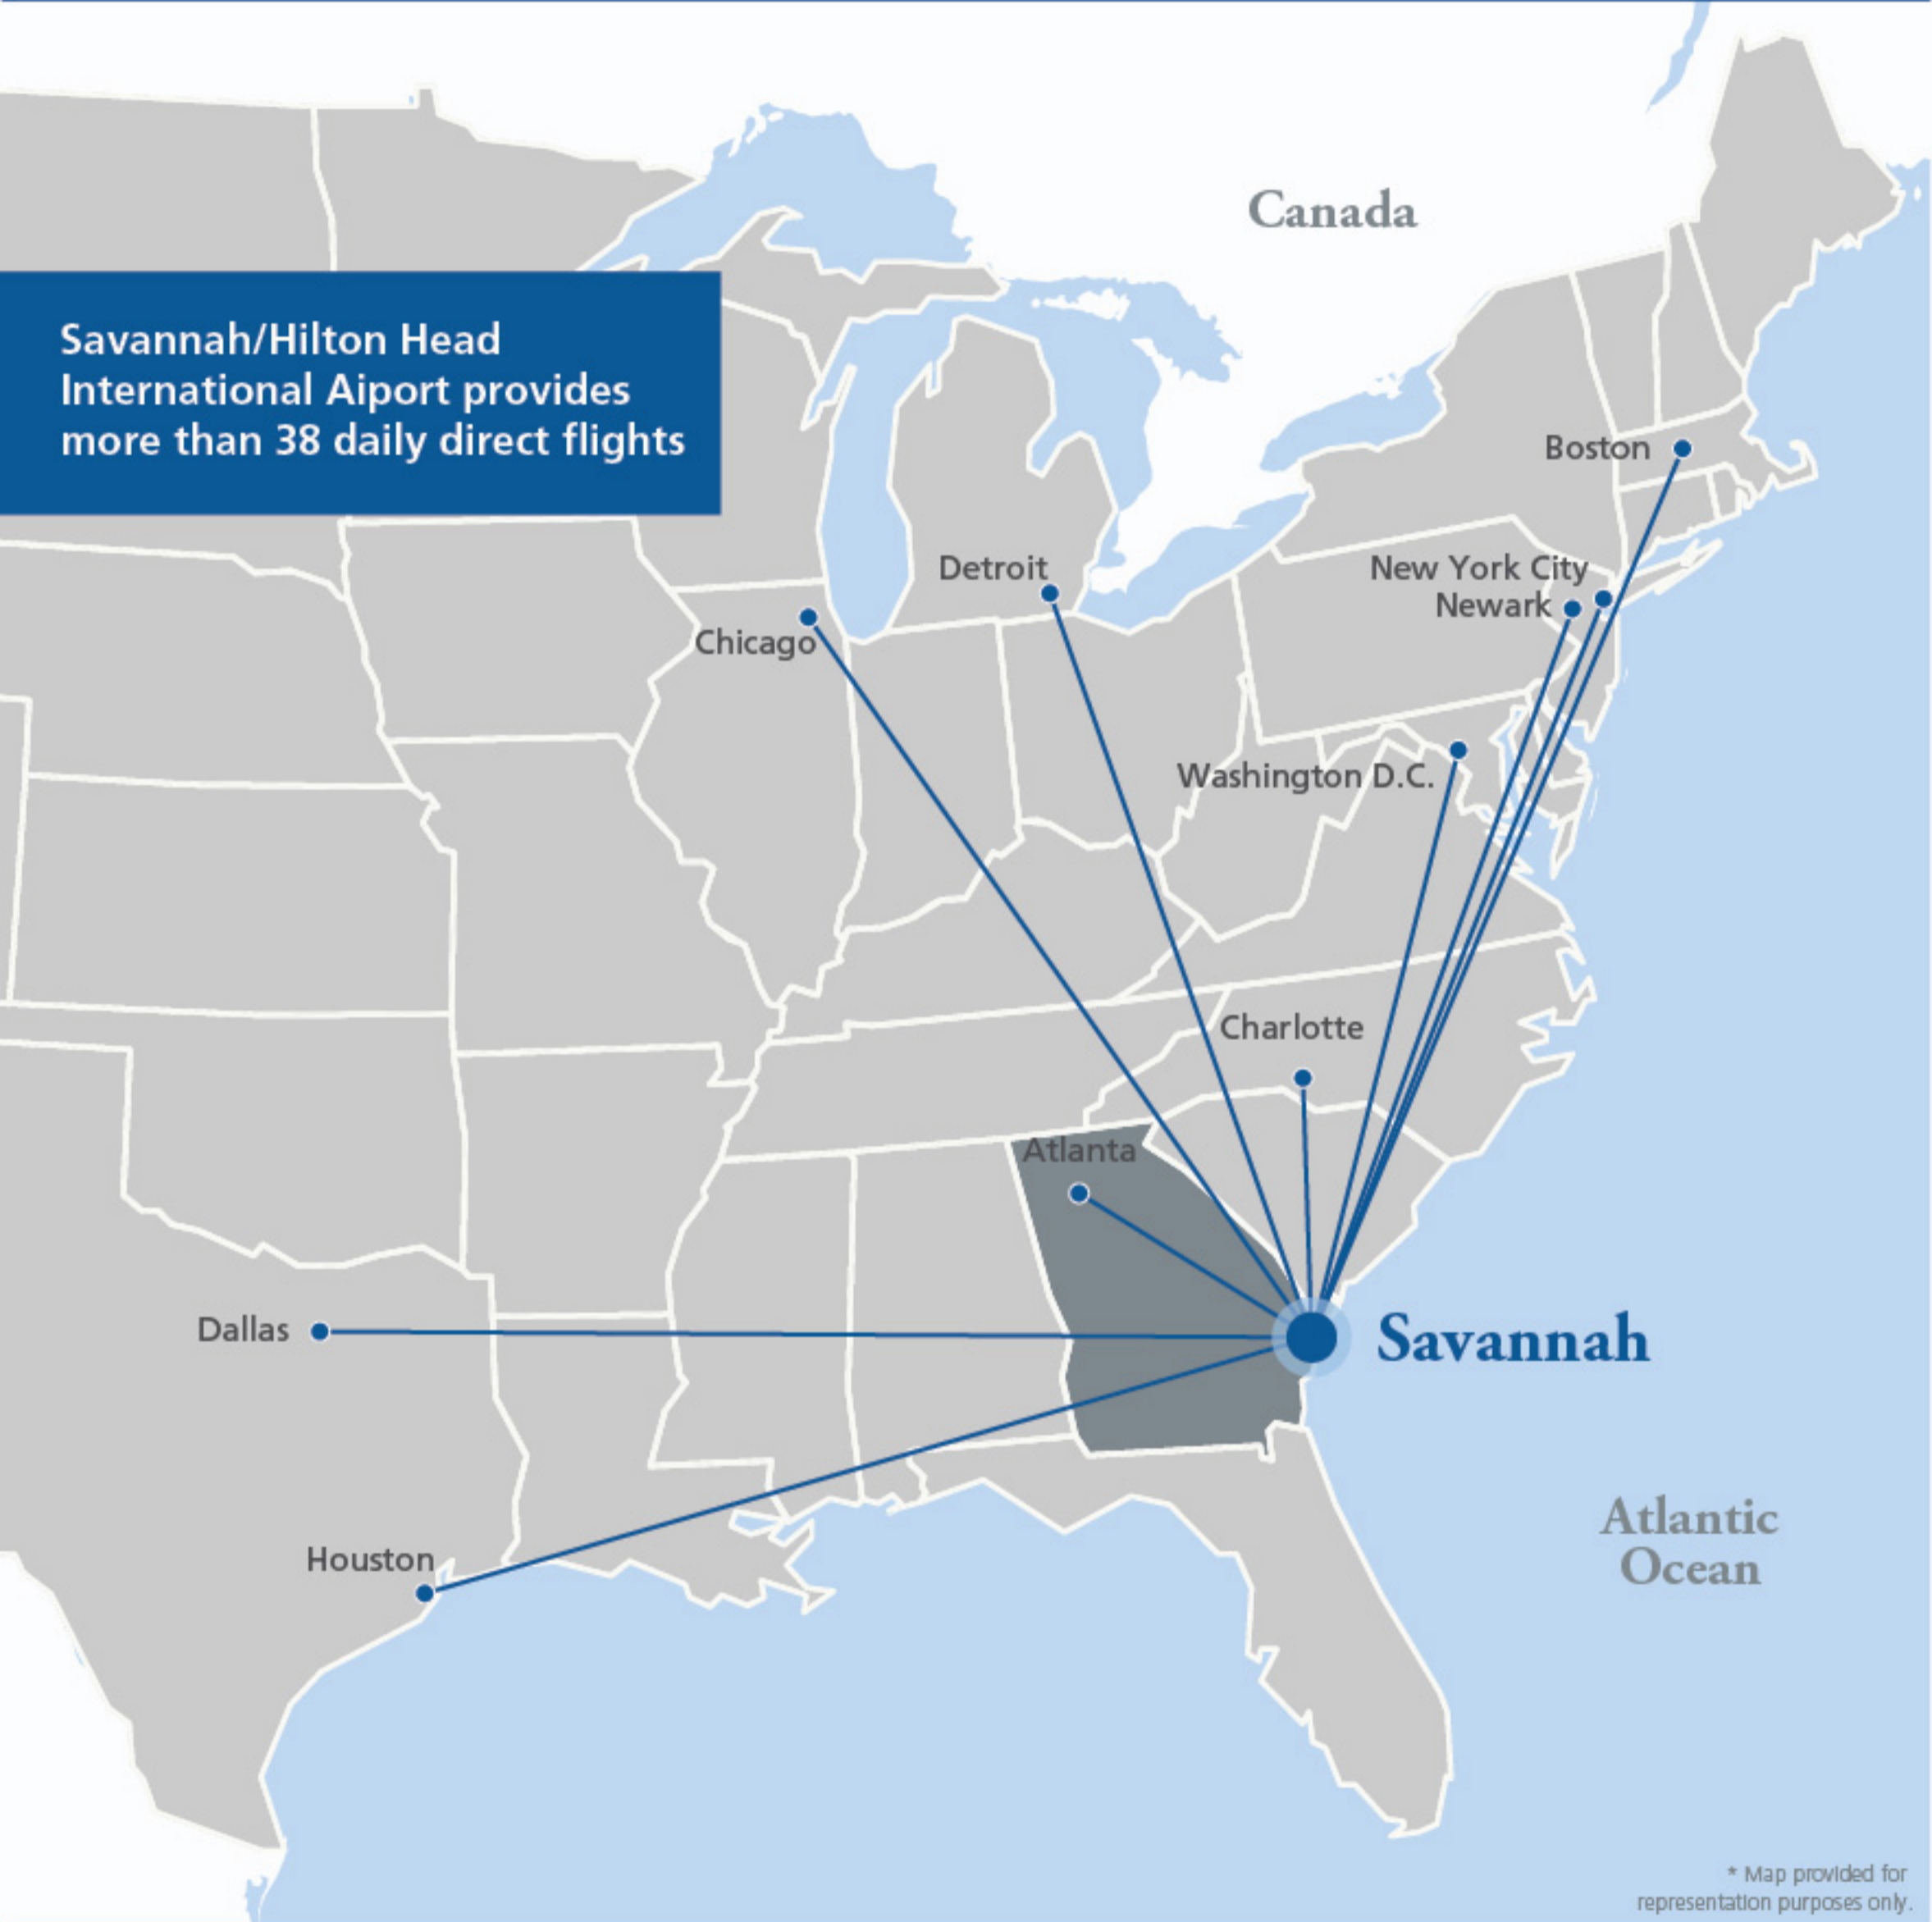 Canada
Savannah/Hilton Head
International Aiport provides
more than 38 daily direct flights
Boston
Detroit
New York City
Newark
Chicago
Washington D.C.
Charlotte
Atlanta
Dallas
Savannah
Atlantic
Ocean
Houston
* Map provided for
representation purposes only.